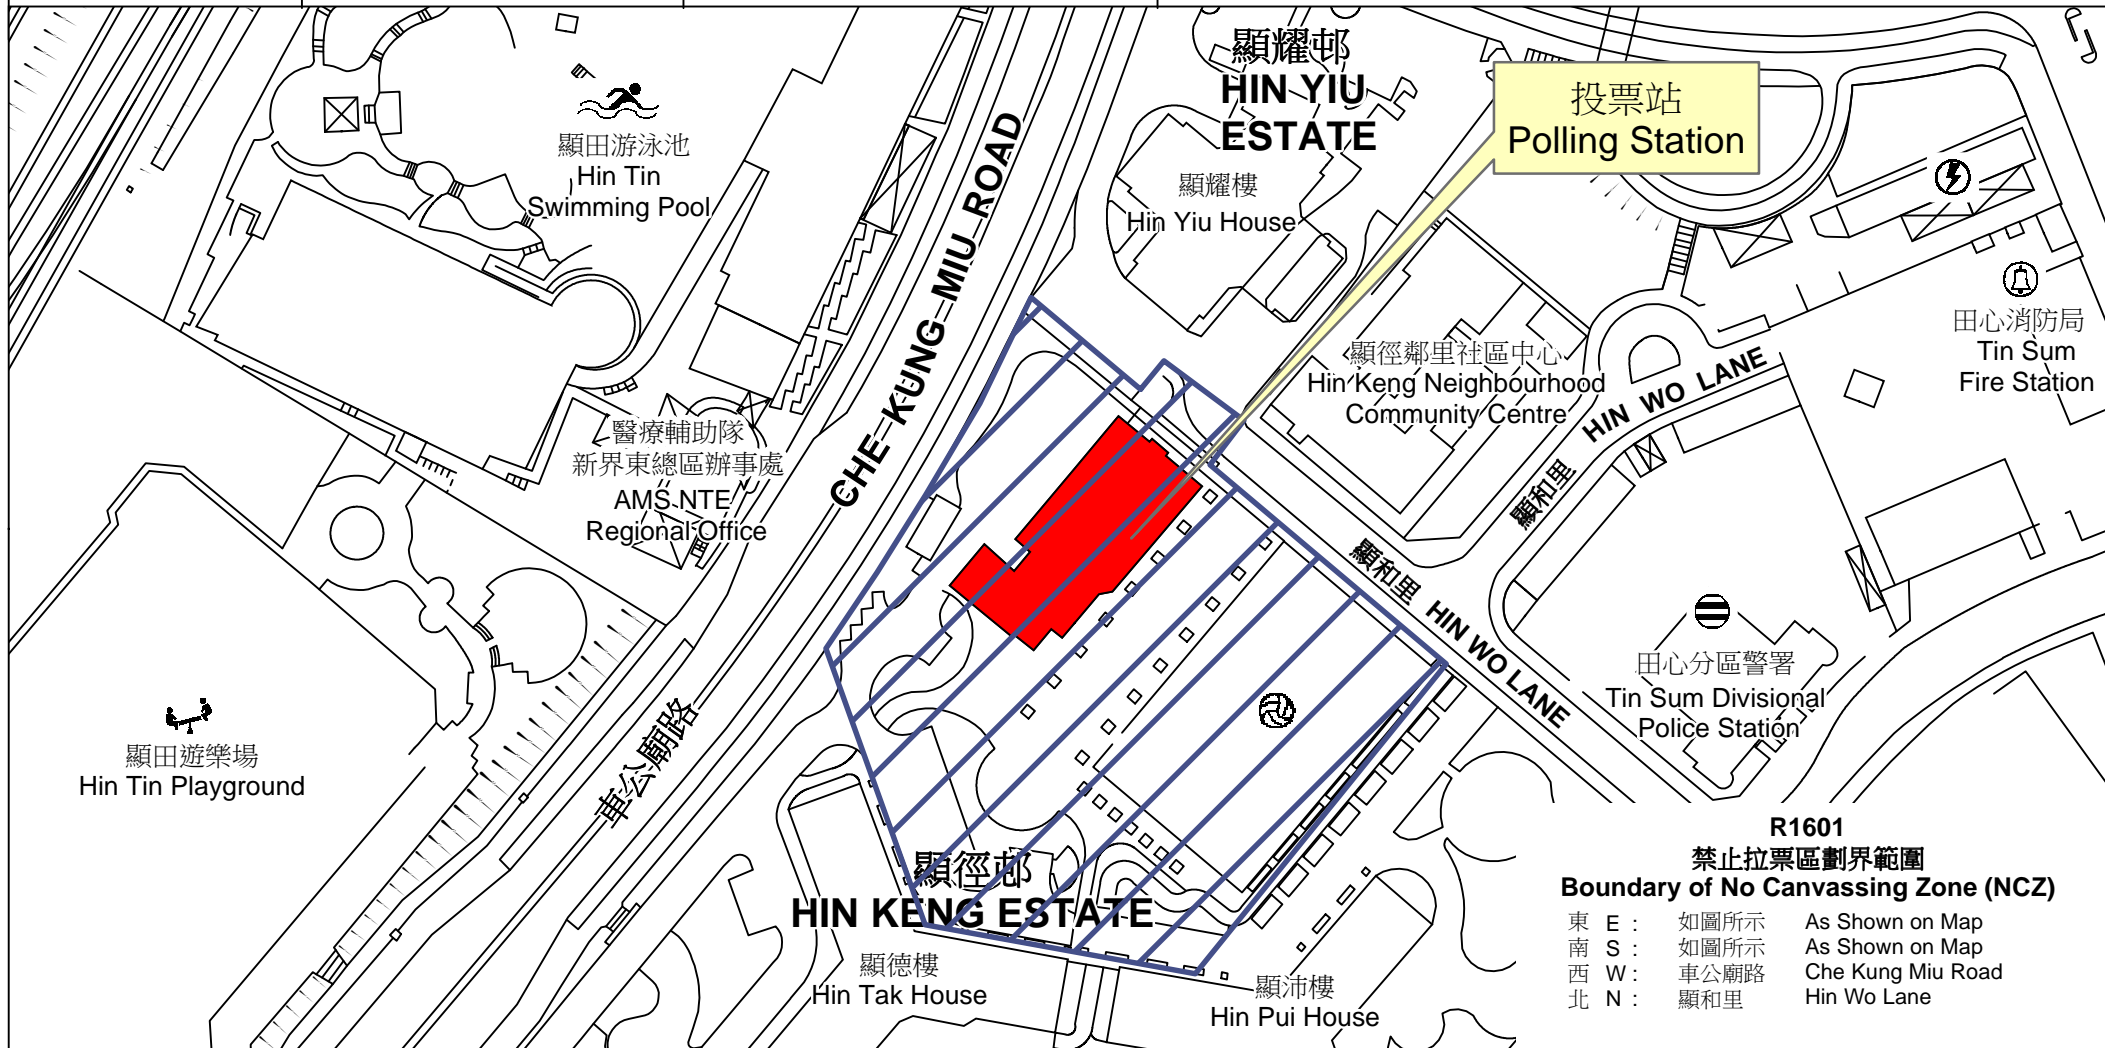 顯耀邨
HIN YIU
ESTATE
投票站
Polling Station
顯田游泳池
Hin Tin
Swimming Pool
CHE KUNG MIU ROAD
顯耀樓
Hin Yiu House
田心消防局
Tin Sum
Fire Station
顯徑鄰里社區中心
Hin Keng Neighbourhood
Community Centre
顯和里 HIN WO LANE
醫療輔助隊
新界東總區辦事處
AMS NTE
Regional Office
顯和里 HIN WO LANE
田心分區警署
Tin Sum Divisional
Police Station
顯田遊樂場
Hin Tin Playground
車公廟路
顯徑邨
HIN KENG ESTATE
顯德樓
Hin Tak House
顯沛樓
Hin Pui House
R1601
禁止拉票區劃界範圍
Boundary of No Canvassing Zone (NCZ)
東 E : 如圖所示 As Shown on Map
南 S : 如圖所示 As Shown on Map
西 W : 車公廟路 Che Kung Miu Road
北 N : 顯和里 Hin Wo Lane